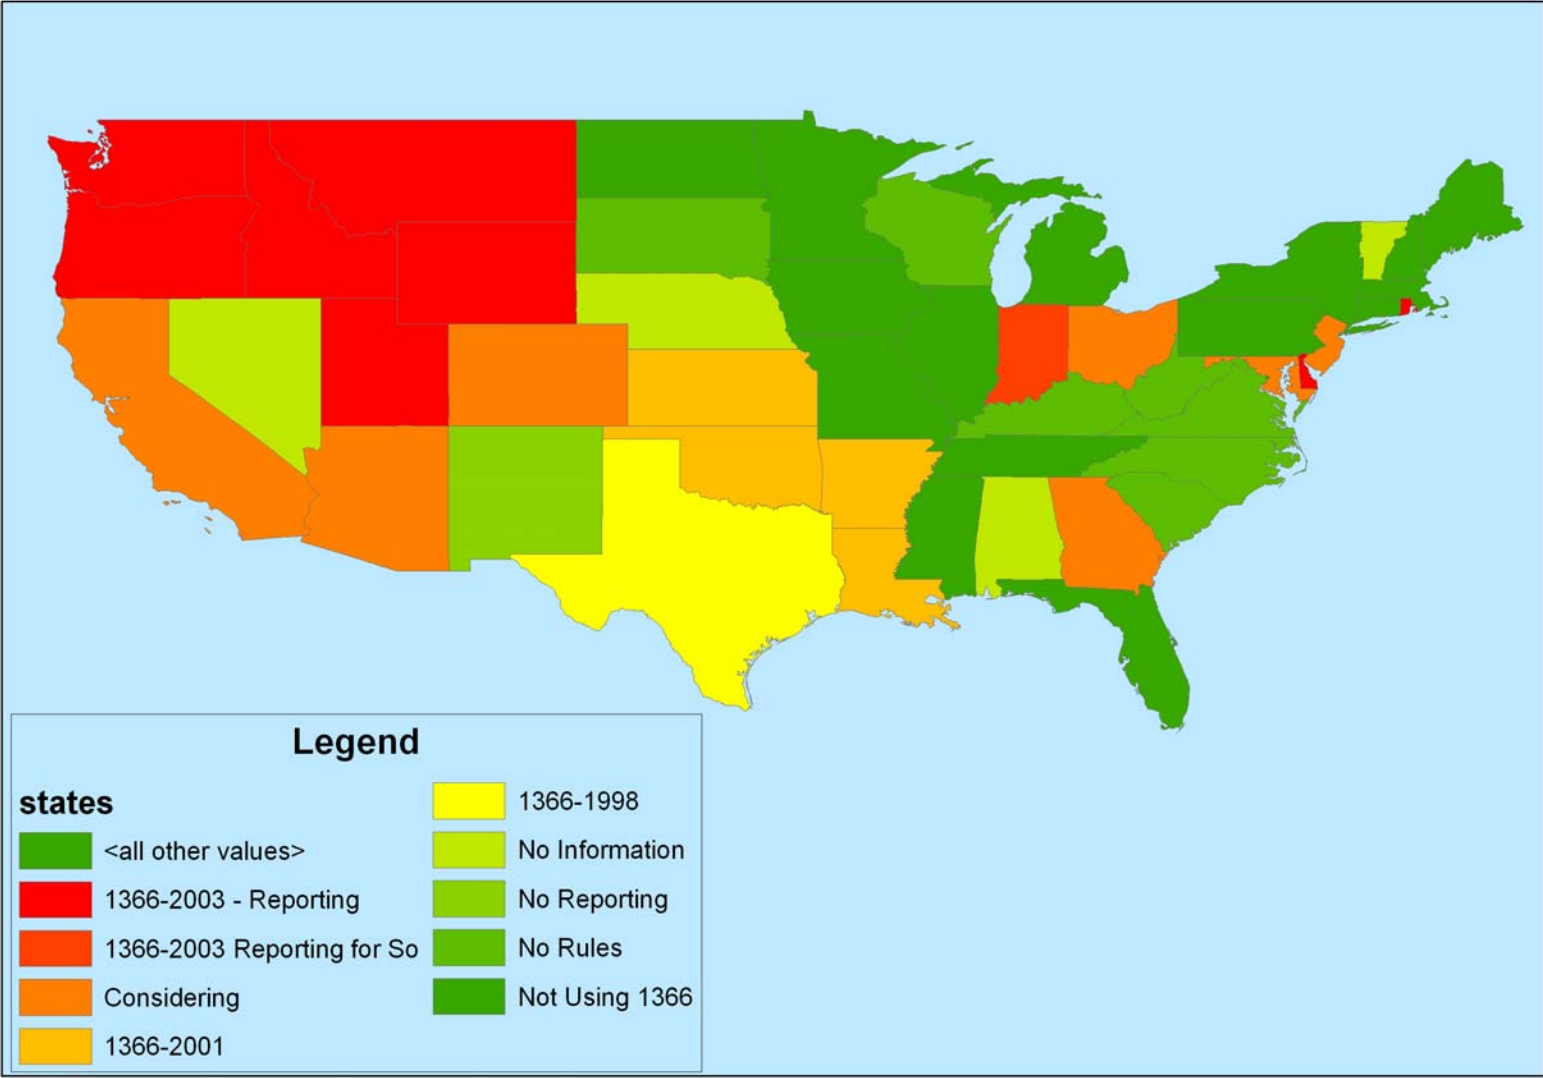 Legend
states
<all other values>
1366-2003 - Reporting
1366-2003 Reporting for So
Considering
1366-2001
1366-1998
No Information
No Reporting
No Rules
Not Using 1366